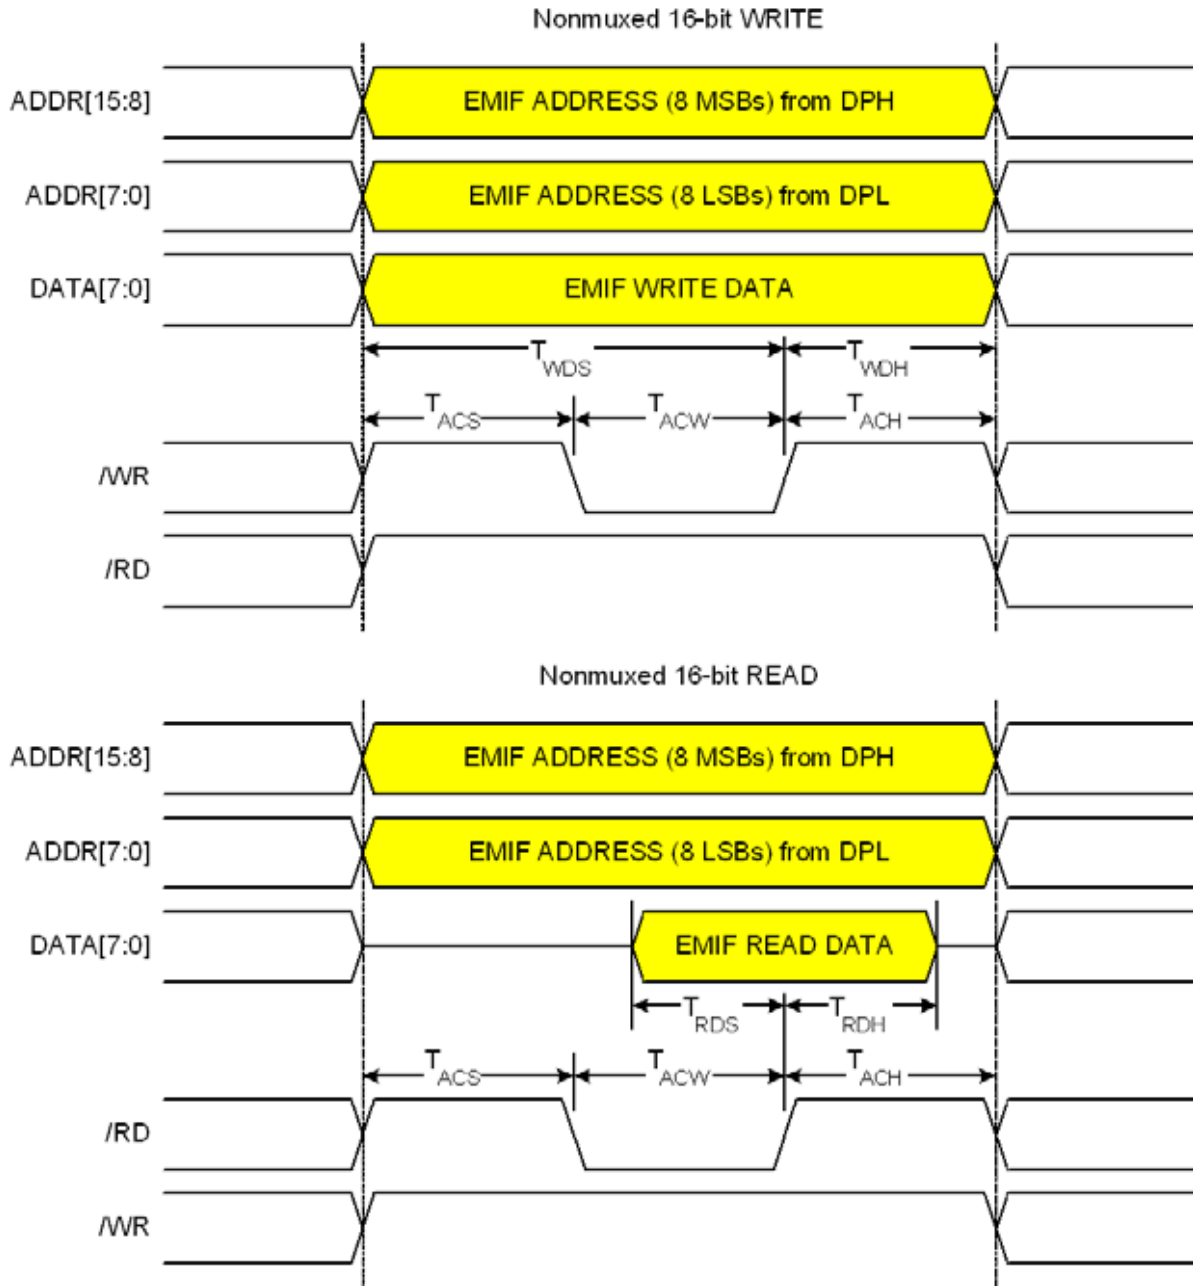 Nonmuxed 16-bit WRITE
ADDR[15:8]
EMIF ADDRESS (8 MSBs) from DPH
ADDR[7:0]
EMIF ADDRESS (8 LSBs) from DPL
DATA[7:0]
EMIF WRITE DATA
TWDS TWDH
TACS TACW TACH
/WR
/RD
Nonmuxed 16-bit READ
ADDR[15:8]
EMIF ADDRESS (8 MSBs) from DPH
ADDR[7:0]
EMIF ADDRESS (8 LSBs) from DPL
DATA[7:0]
EMIF READ DATA
TRDS TRDH
TACS TACW TACH
/RD
/WR